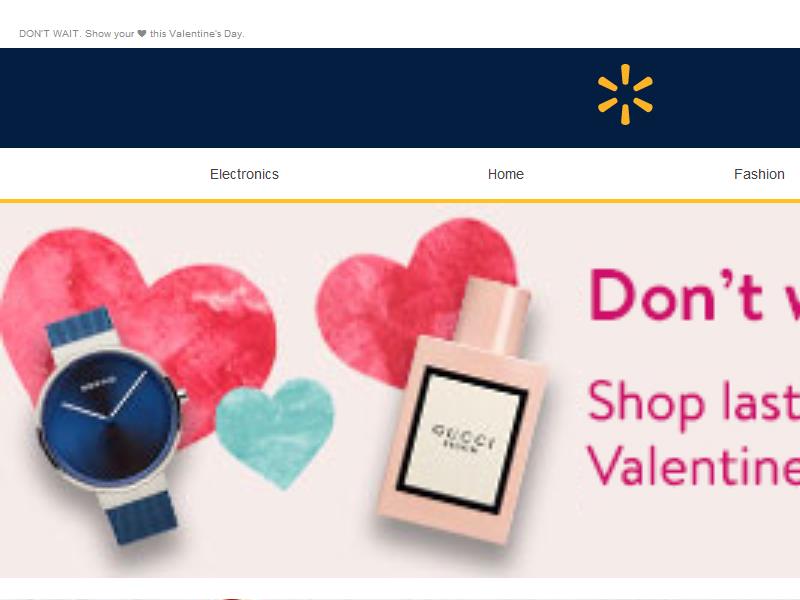 DON'T WAIT. Show your ❤ this Valentine's Day.
Electronics Home Fashion
Don't w
Shop last
Valentine
GUCCI
BLOOM